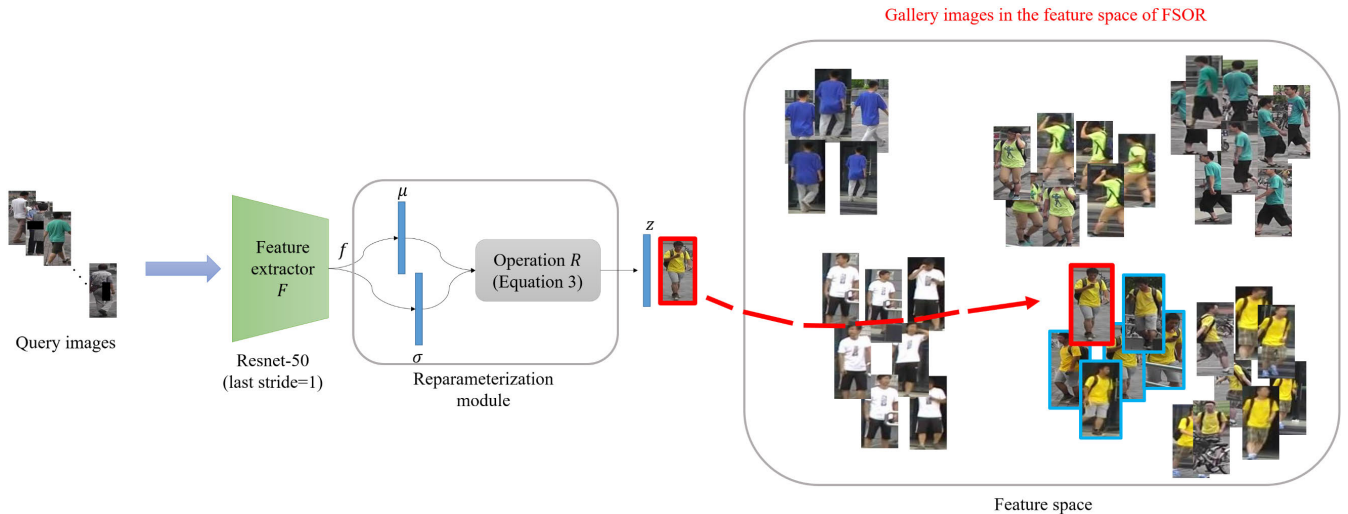 Gallery images in the feature space of FSOR
μ
f
Feature
extractor
F
Operation R
(Equation 3)
z
σ
Query images
Resnet-50
(last stride=1)
Reparameterization
module
Feature space